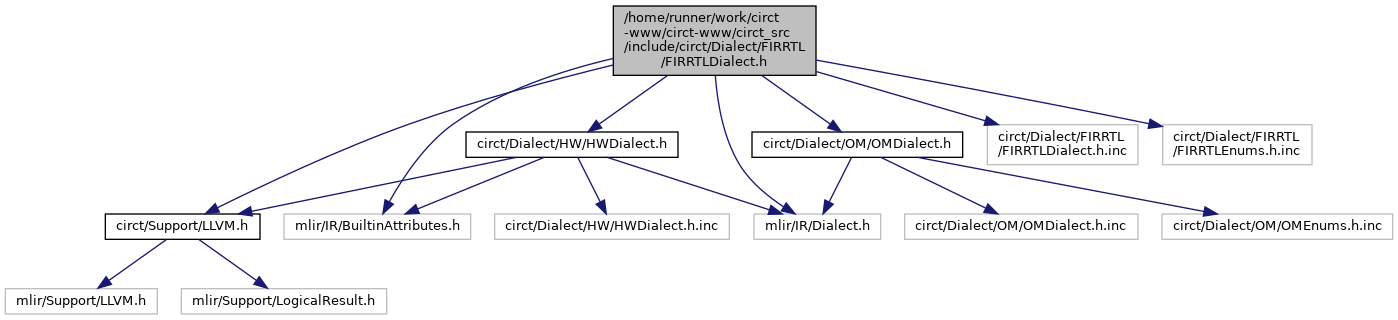 /home/runner/work/circt
-www/circt-www/circt_src
/include/circt/Dialect/FIRRTL
/FIRRTLDialect.h
circt/Dialect/HW/HWDialect.h
circt/Dialect/OM/OMDialect.h
circt/Dialect/FIRRTL
/FIRRTLDialect.h.inc
circt/Dialect/FIRRTL
/FIRRTLEnums.h.inc
circt/Support/LLVM.h
mlir/IR/BuiltinAttributes.h
circt/Dialect/HW/HWDialect.h.inc
mlir/IR/Dialect.h
circt/Dialect/OM/OMDialect.h.inc
circt/Dialect/OM/OMEnums.h.inc
mlir/Support/LLVM.h
mlir/Support/LogicalResult.h